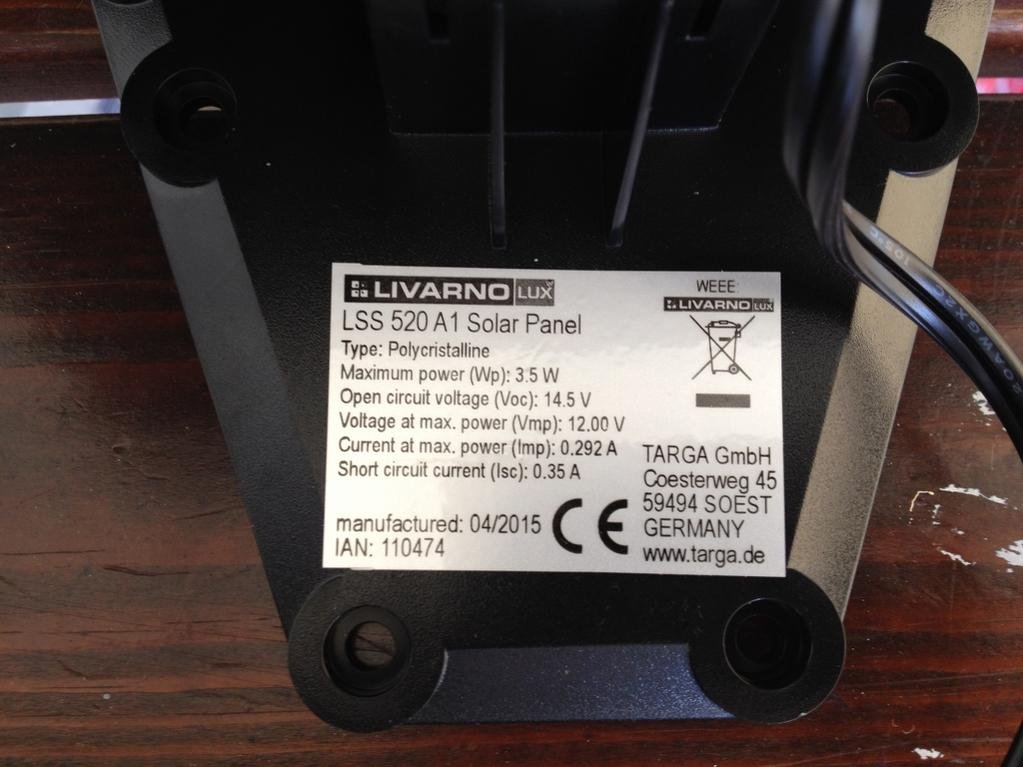 LIVARNO LUX
LSS 520 A1 Solar Panel
Type: Polycristalline
Maximum power (Wp): 3.5 W
Open circuit voltage (Voc): 14.5 V
Voltage at max. power (Vmp): 12.00 V
Current at max. power (Imp): 0.292 A
Short circuit current (Isc): 0.35 A
manufactured: 04/2015
IAN: 110474
CE
WEEE:
LIVARNO LUX
TARGA GmbH
Coesterweg 45
59494 SOEST
GERMANY
www.targa.de
105°C
20AWGX2C